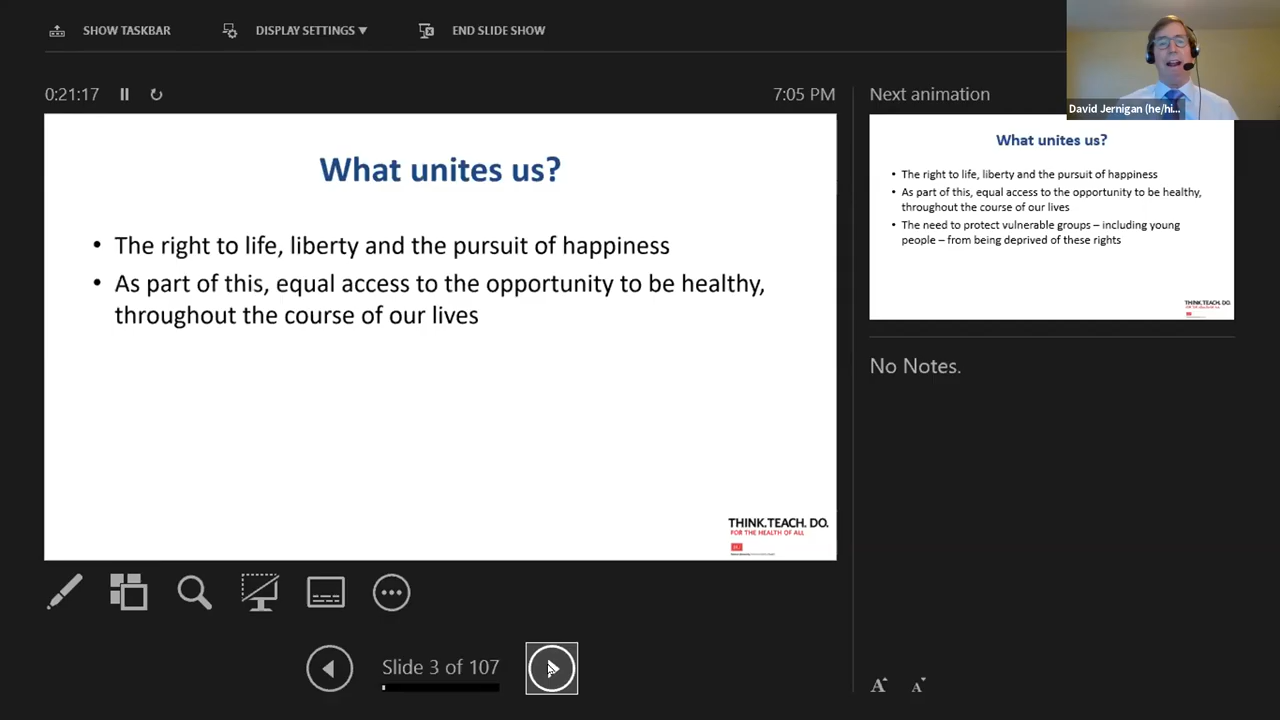 SHOW TASKBAR
DISPLAY SETTINGS ▼
END SLIDE SHOW
David Jernigan (he/hi...
0:21:17
7:05 PM
What unites us?
• The right to life, liberty and the pursuit of happiness
• As part of this, equal access to the opportunity to be healthy,
throughout the course of our lives
THINK.TEACH. DO.
FOR THE HEALTH OF ALL
Slide 3 of 107
Next animation
What unites us?
• The right to life, liberty and the pursuit of happiness
• As part of this, equal access to the opportunity to be healthy,
throughout the course of our lives
• The need to protect vulnerable groups – including young
people – from being deprived of these rights
THINK.TEACH. DO.
No Notes.
A
A